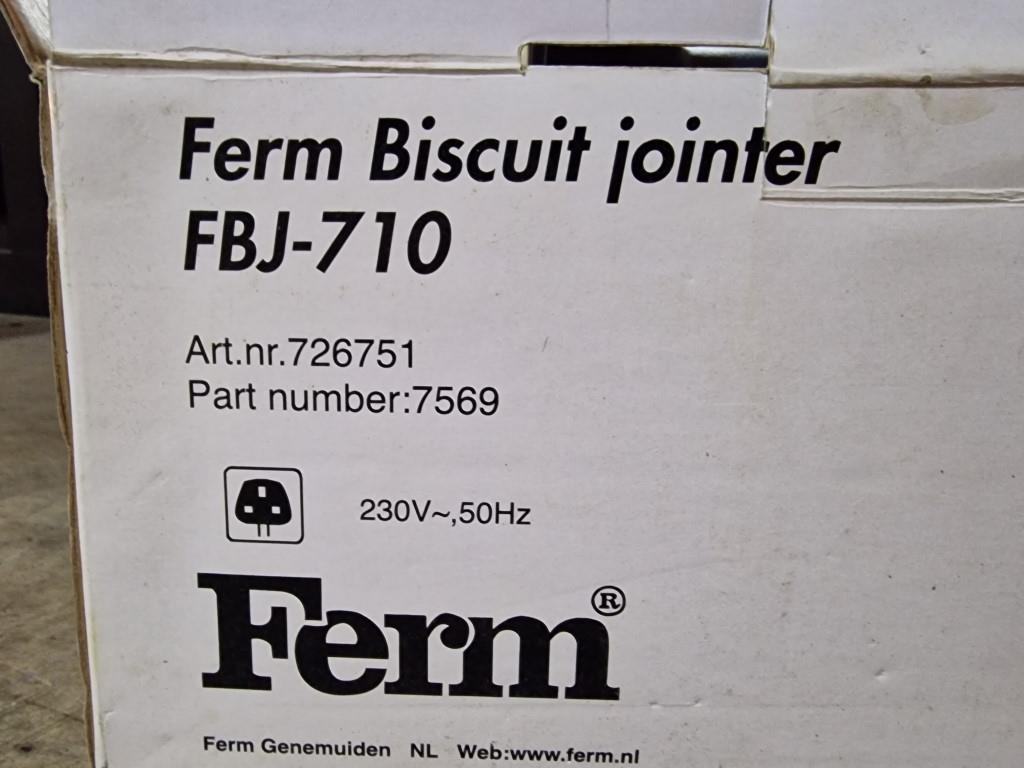 Ferm Biscuit jointer
FBJ-710
Art.nr.726751
Part number:7569
230V~,50Hz
Ferm®
Ferm Genemuiden NL Web:www.ferm.nl